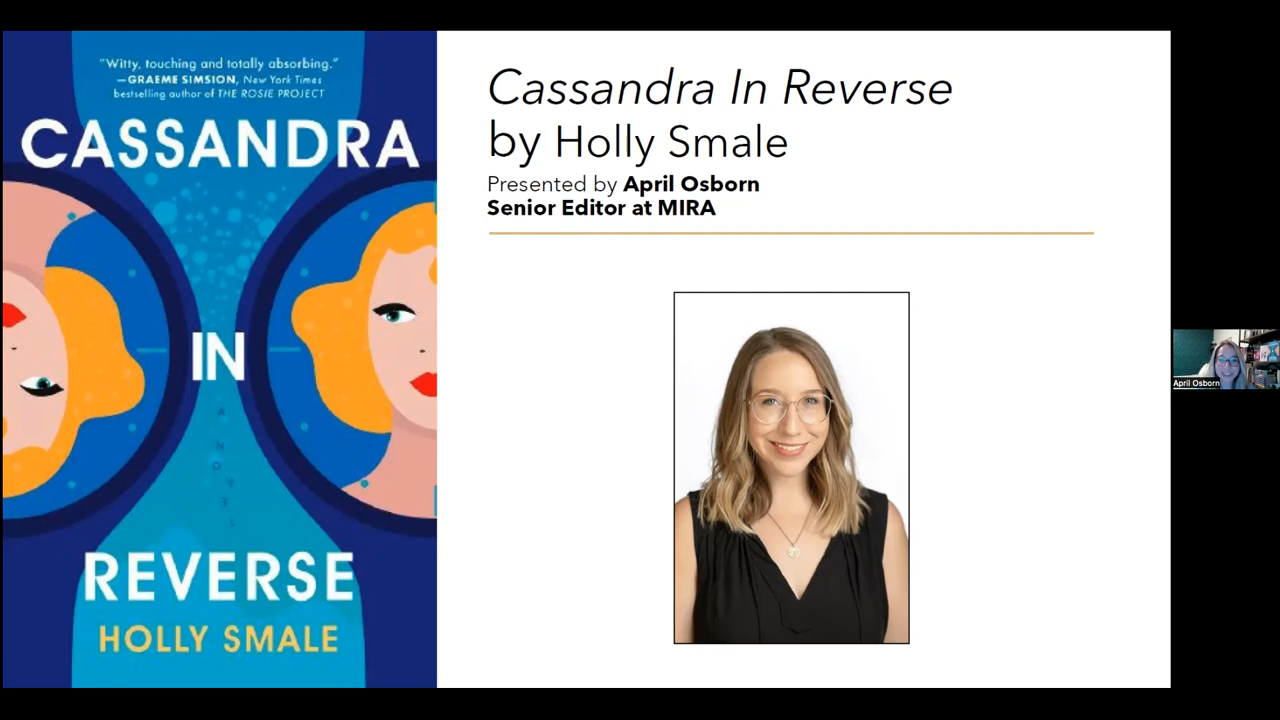 "Witty, touching and totally absorbing."
—GRAEME SIMSION, New York Times
bestselling author of THE ROSIE PROJECT
CASSANDRA
IN
A NOVEL
REVERSE
HOLLY SMALE
Cassandra In Reverse
by Holly Smale
Presented by April Osborn
Senior Editor at MIRA
April Osborn